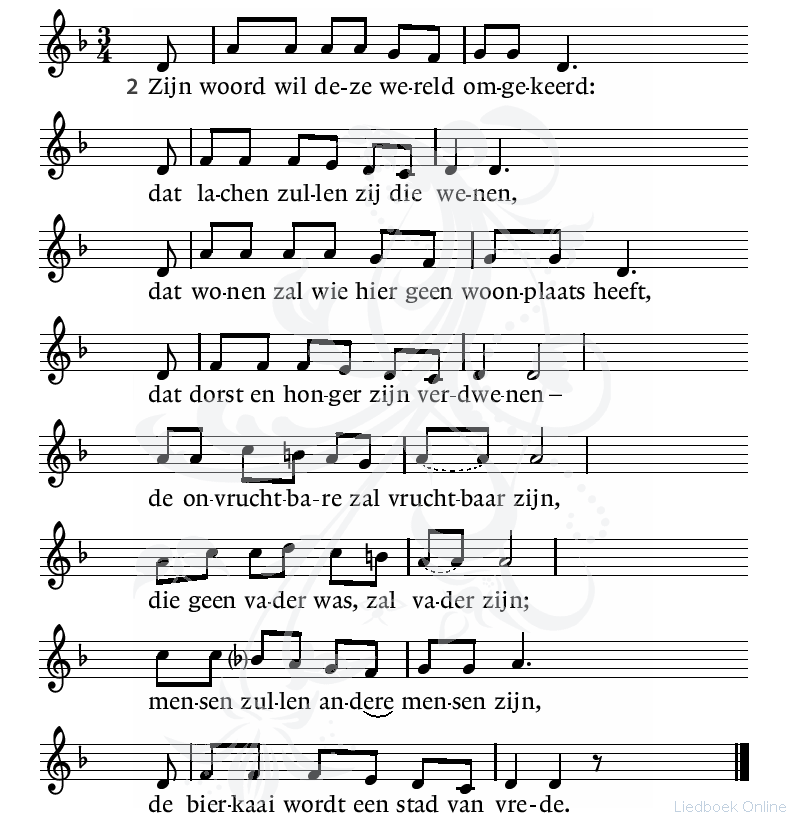 2 Zijn woord wil de-ze we-reld om-ge-keerd:
dat la-chen zul-len zij die we-nen,
dat wo-nen zal wie hier geen woon-plaats heeft,
dat dorst en hon-ger zijn ver-dwe-nen –
de on-vrucht-ba-re zal vrucht-baar zijn,
die geen va-der was, zal va-der zijn;
men-sen zul-len an-dere men-sen zijn,
de bier-kaai wordt een stad van vre-de.
Liedboek Online